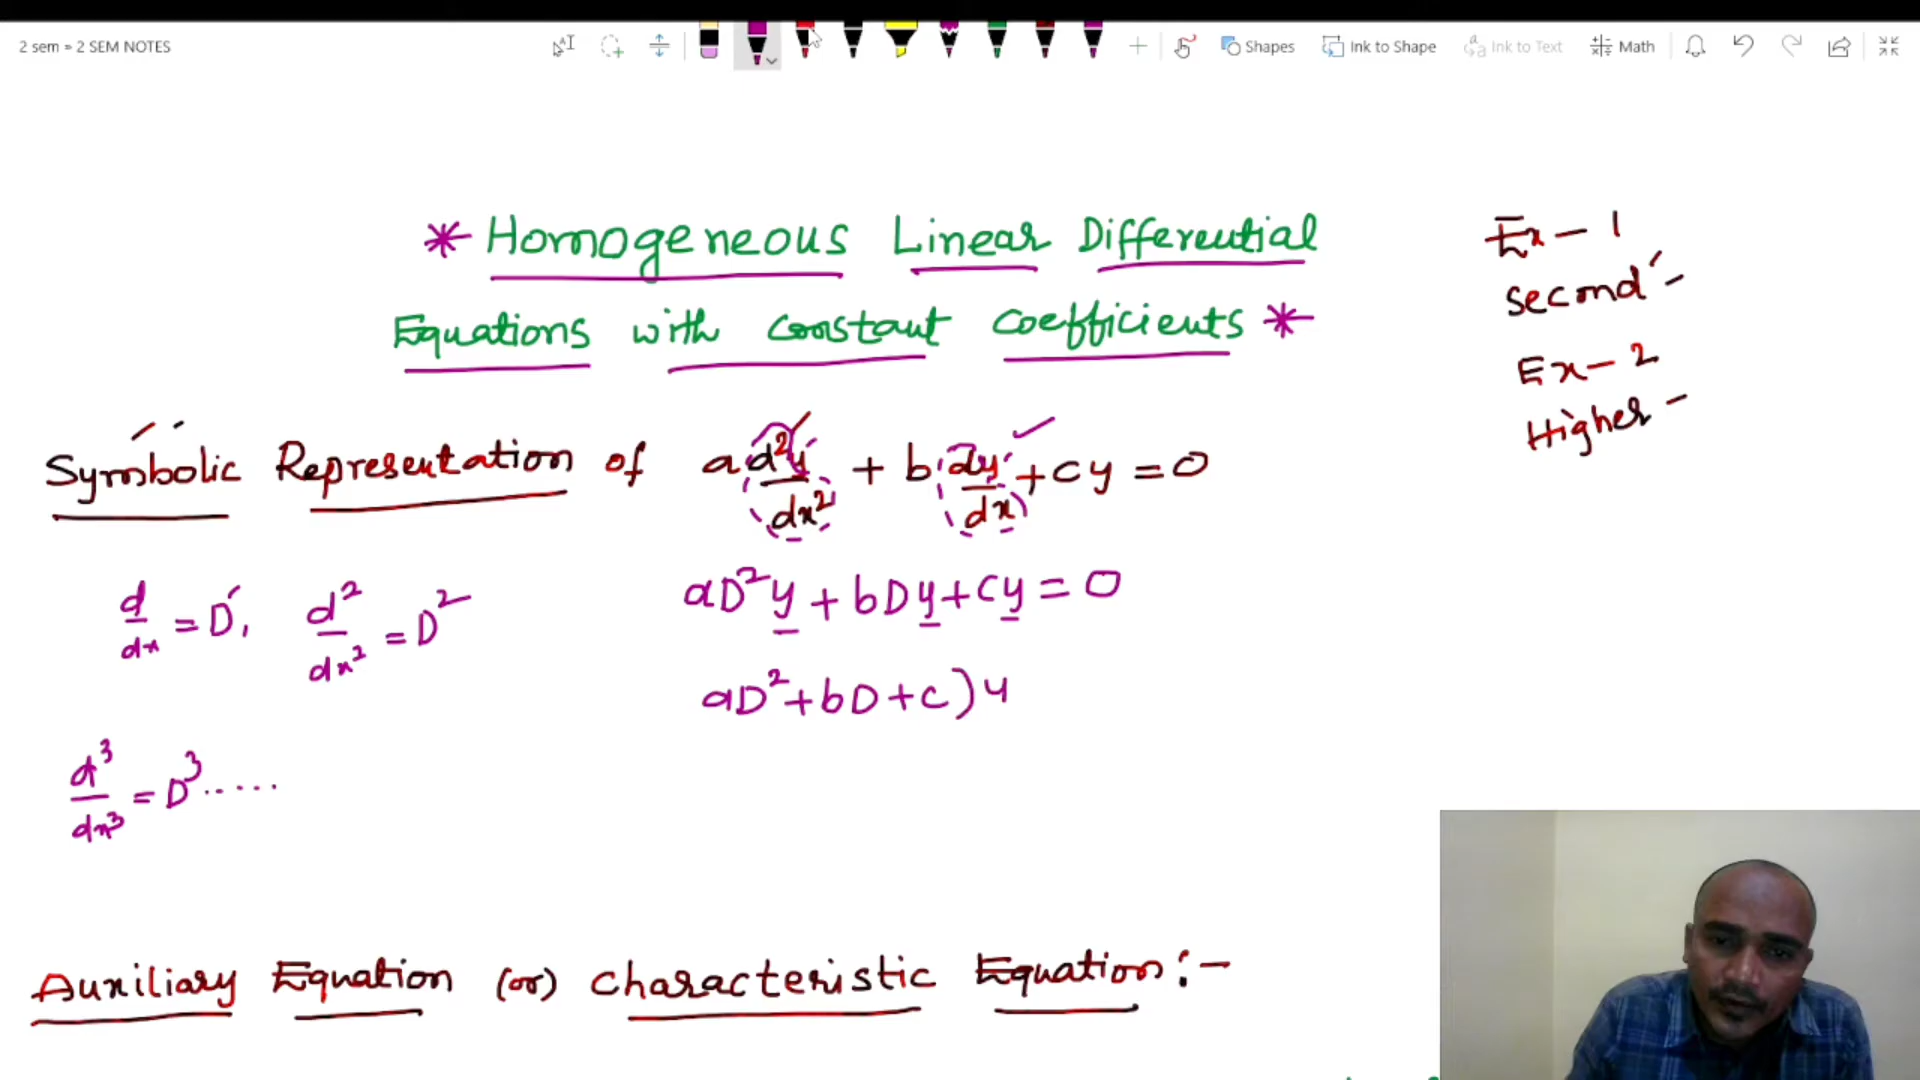 2 sem = 2 SEM NOTES
Shapes
Ink to Shape
Ink to Text
Math
* Homogeneous Linear Differential
Equations with constant coefficients *
Ex - 1
Second -
Ex - 2
Higher -
Symbolic Representation of a d²y/dx² + b dy/dx + cy = 0
d/dx = D, d²/dx² = D²
aD²y + bDy + cy = 0
aD² + bD + c) y
d³/dx³ = D³ .....
Auxiliary Equation (or) characteristic Equation :-